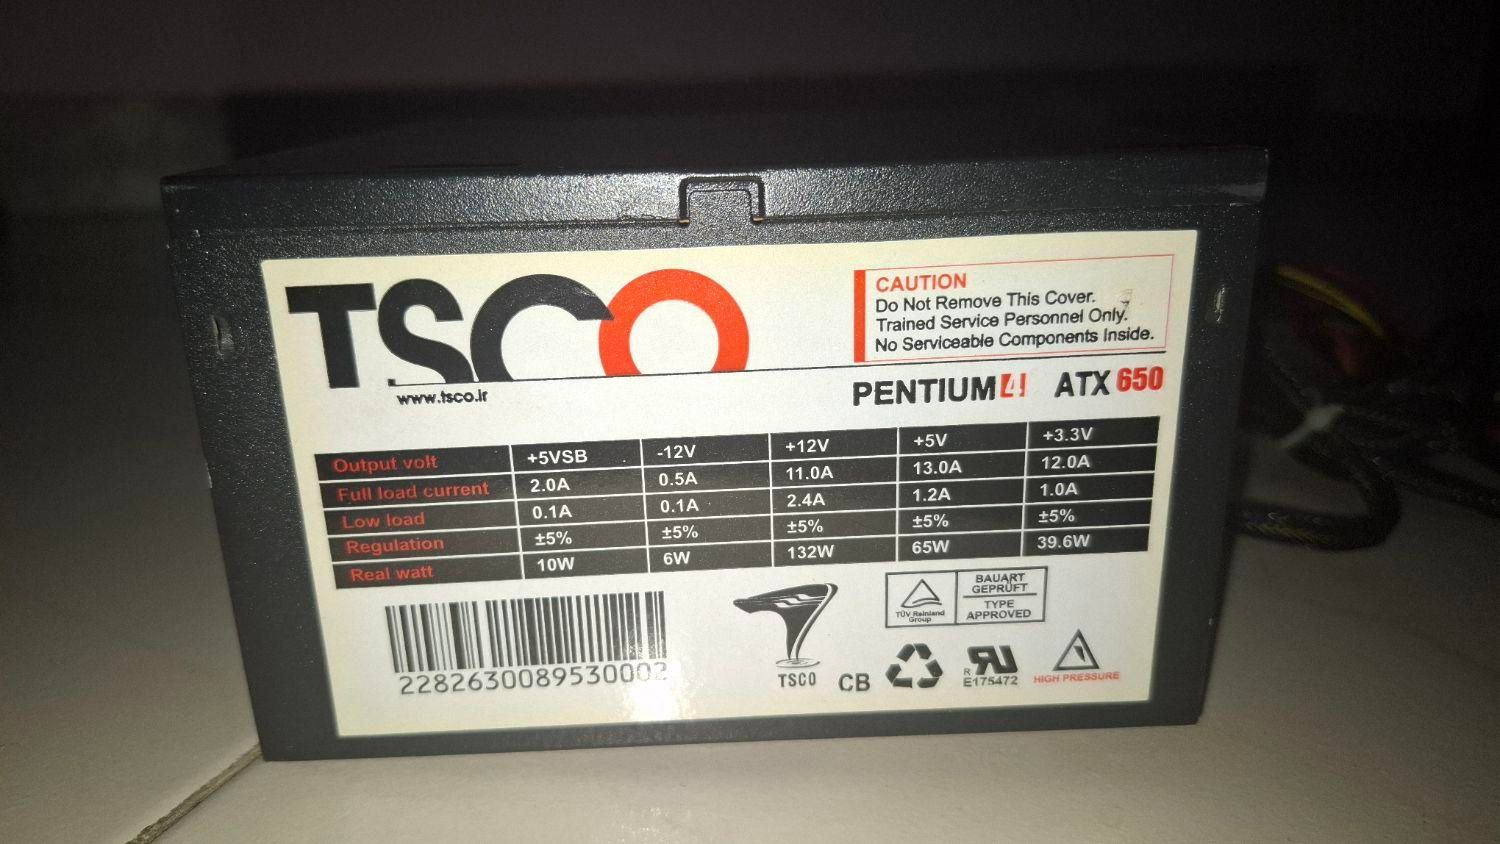 TSCO
www.tsco.ir
CAUTION
Do Not Remove This Cover.
Trained Service Personnel Only.
No Serviceable Components Inside.
PENTIUM4 ATX 650
Output volt +5VSB -12V +12V +5V +3.3V
Full load current 2.0A 0.5A 11.0A 13.0A 12.0A
Low load 0.1A 0.1A 2.4A 1.2A 1.0A
Regulation ±5% ±5% ±5% ±5% ±5%
Real watt 10W 6W 132W 65W 39.6W
2282630089530002
TSCO
CB
TÜV Reinland
Group
BAUART
GEPRÜFT
TYPE
APPROVED
R
E175472
HIGH PRESSURE